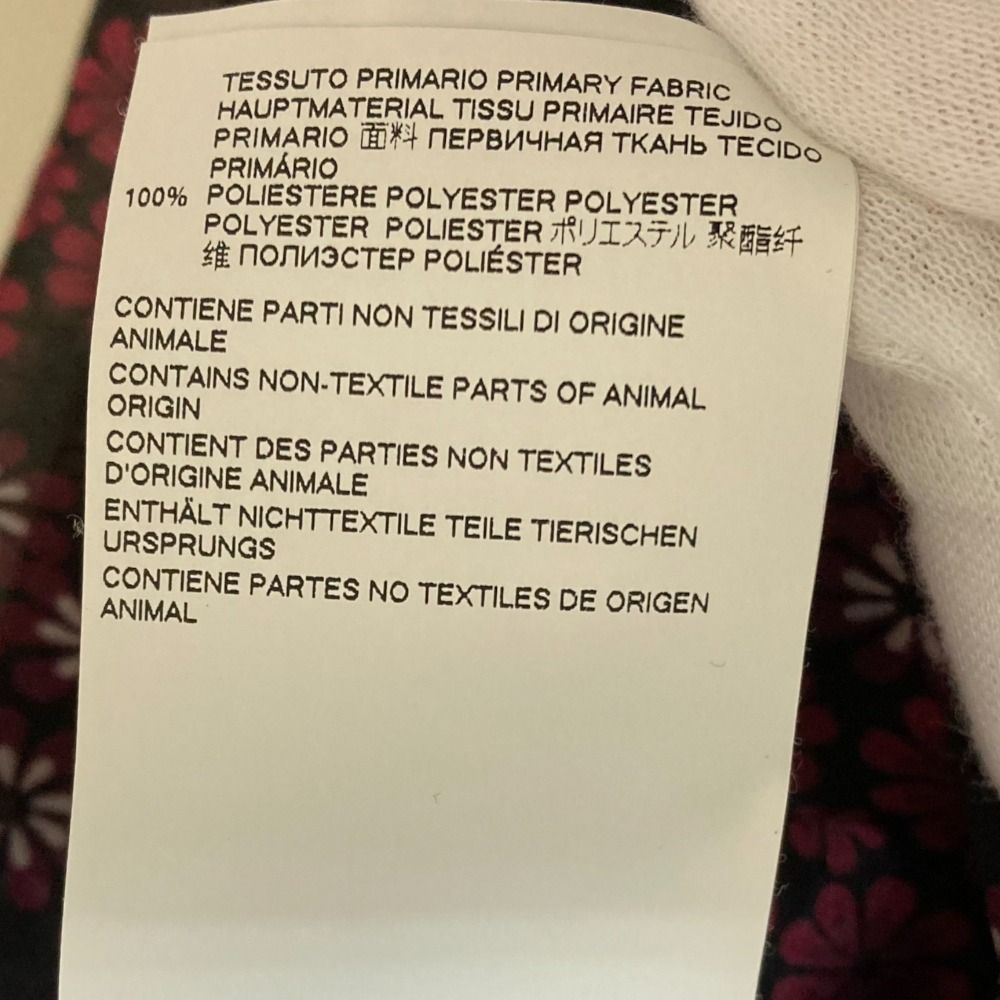 TESSUTO PRIMARIO PRIMARY FABRIC
HAUPTMATERIAL TISSU PRIMAIRE TEJIDO
PRIMARIO 面料 ПЕРВИЧНАЯ ТКАНЬ TECIDO
PRIMÁRIO
100% POLIESTERE POLYESTER POLYESTER
POLYESTER POLIESTER ポリエステル 聚酯纤
维 ПОЛИЭСТЕР POLIÉSTER
CONTIENE PARTI NON TESSILI DI ORIGINE
ANIMALE
CONTAINS NON-TEXTILE PARTS OF ANIMAL
ORIGIN
CONTIENT DES PARTIES NON TEXTILES
D'ORIGINE ANIMALE
ENTHÄLT NICHTTEXTILE TEILE TIERISCHEN
URSPRUNGS
CONTIENE PARTES NO TEXTILES DE ORIGEN
ANIMAL